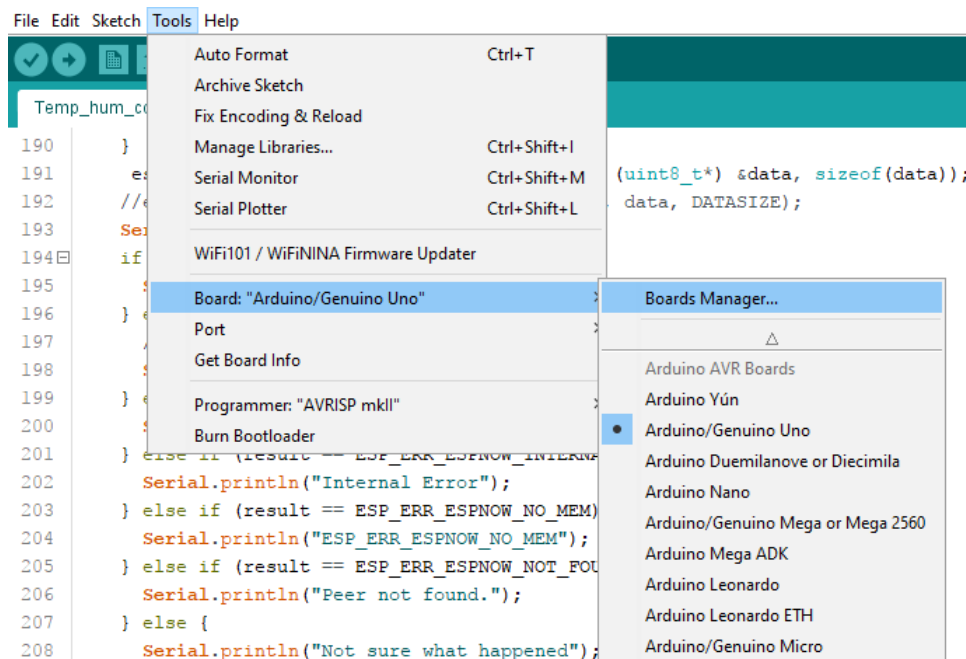 File Edit Sketch Tools Help
Auto Format Ctrl+T
Archive Sketch
Fix Encoding & Reload
Manage Libraries... Ctrl+Shift+I
Serial Monitor Ctrl+Shift+M
Serial Plotter Ctrl+Shift+L
WiFi101 / WiFiNINA Firmware Updater
Board: "Arduino/Genuino Uno"
Port
Get Board Info
Programmer: "AVRISP mkII"
Burn Bootloader
Boards Manager...
Arduino AVR Boards
Arduino Yún
Arduino/Genuino Uno
Arduino Duemilanove or Diecimila
Arduino Nano
Arduino/Genuino Mega or Mega 2560
Arduino Mega ADK
Arduino Leonardo
Arduino Leonardo ETH
Arduino/Genuino Micro
Temp_hum_co
190 }
191 es (uint8_t*) &data, sizeof(data));
192 //e data, DATASIZE);
193 Ser
194 if
195
196 } e
197 /
198
199 } e
200
201 } else if (result == ESP_ERR_ESPNOW_INTERNA
202 Serial.println("Internal Error");
203 } else if (result == ESP_ERR_ESPNOW_NO_MEM)
204 Serial.println("ESP_ERR_ESPNOW_NO_MEM");
205 } else if (result == ESP_ERR_ESPNOW_NOT_FOU
206 Serial.println("Peer not found.");
207 } else {
208 Serial.println("Not sure what happened");